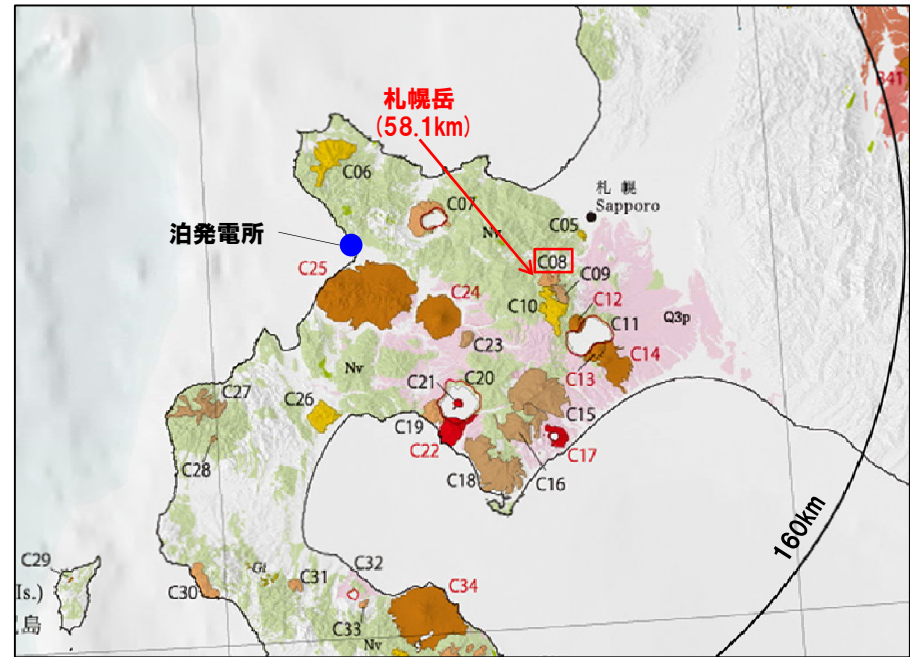 札幌岳
(58.1km)
C06
C07
札 幌
Sapporo
C05
Nv
泊発電所
C08
C25
C09
C24
C10
C12
C11
Q3p
C23
C14
Nv
C13
C21
C20
C27
C26
C15
C19
C22
C17
C28
C18
C16
160km
C29
C32
Gt
C31
C34
Is.)
C30
島
C33
Nv